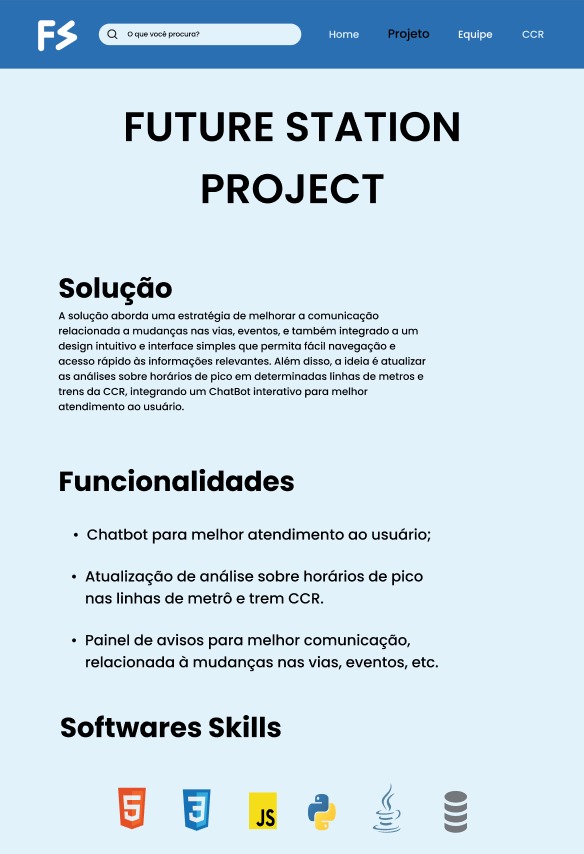 FS
O que você procura?
Home
Projeto
Equipe
CCR
FUTURE STATION
PROJECT
Solução
A solução aborda uma estratégia de melhorar a comunicação
relacionada a mudanças nas vias, eventos, e também integrado a um
design intuitivo e interface simples que permita fácil navegação e
acesso rápido às informações relevantes. Além disso, a ideia é atualizar
as análises sobre horários de pico em determinadas linhas de metros e
trens da CCR, integrando um ChatBot interativo para melhor
atendimento ao usuário.
Funcionalidades
• Chatbot para melhor atendimento ao usuário;
• Atualização de análise sobre horários de pico
nas linhas de metrô e trem CCR.
• Painel de avisos para melhor comunicação,
relacionada à mudanças nas vias, eventos, etc.
Softwares Skills
5
3
JS